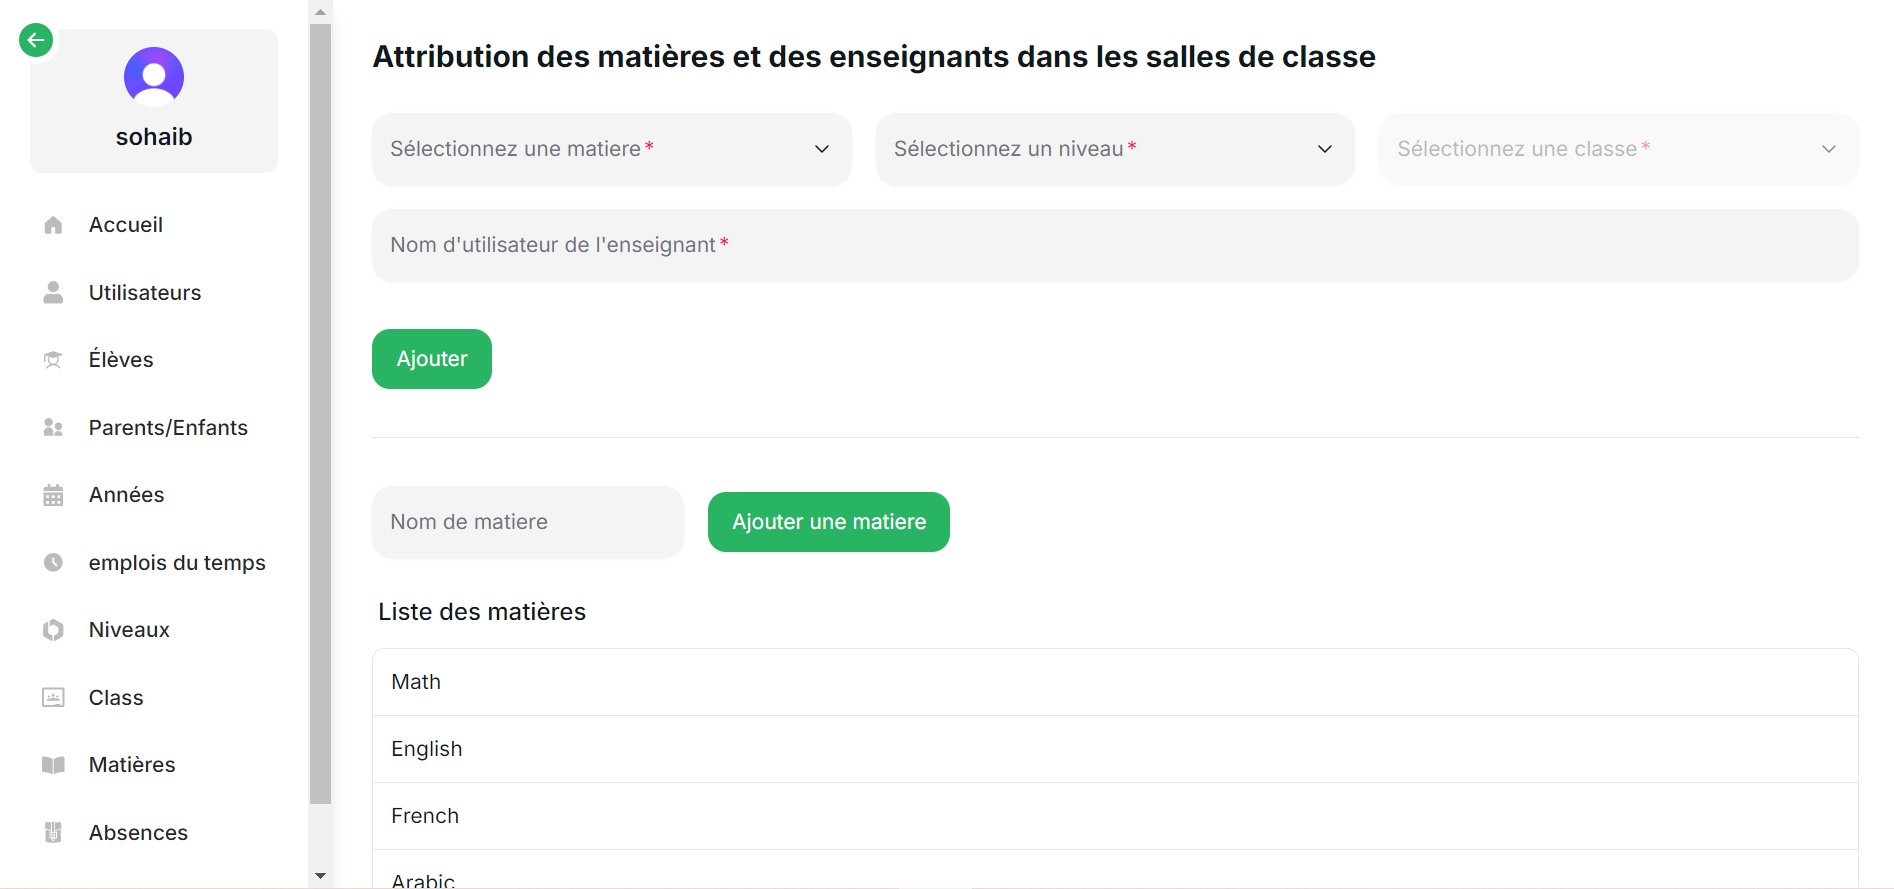 sohaib
Accueil
Utilisateurs
Élèves
Parents/Enfants
Années
emplois du temps
Niveaux
Class
Matières
Absences
Attribution des matières et des enseignants dans les salles de classe
Sélectionnez une matiere*
Sélectionnez un niveau*
Sélectionnez une classe*
Nom d'utilisateur de l'enseignant*
Ajouter
Nom de matiere
Ajouter une matiere
Liste des matières
Math
English
French
Arabic